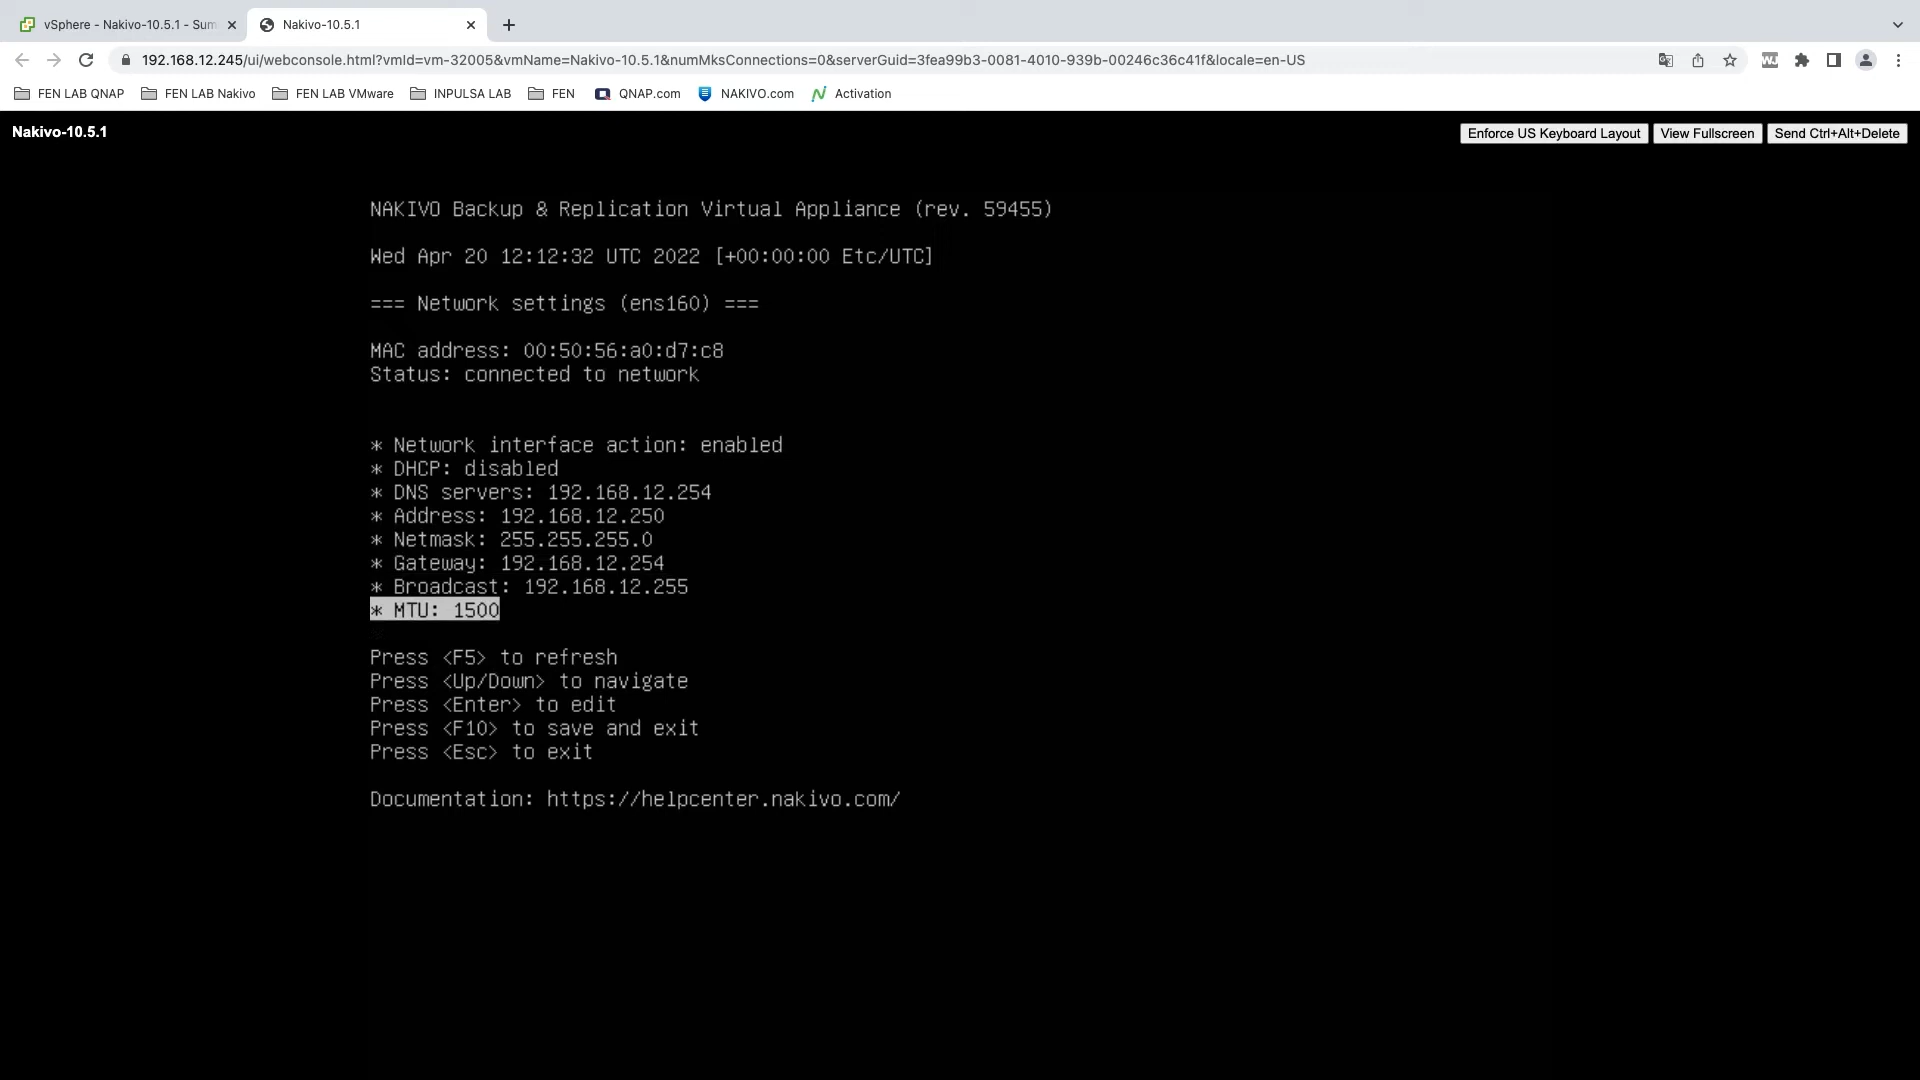 vSphere - Nakivo-10.5.1 - Sum
Nakivo-10.5.1
192.168.12.245/ui/webconsole.html?vmId=vm-32005&vmName=Nakivo-10.5.1&numMksConnections=0&serverGuid=3fea99b3-0081-4010-939b-00246c36c41f&locale=en-US
FEN LAB QNAP
FEN LAB Nakivo
FEN LAB VMware
INPULSA LAB
FEN
QNAP.com
NAKIVO.com
Activation
Nakivo-10.5.1
Enforce US Keyboard Layout
View Fullscreen
Send Ctrl+Alt+Delete
NAKIVO Backup & Replication Virtual Appliance (rev. 59455)
Wed Apr 20 12:12:32 UTC 2022 [+00:00:00 Etc/UTC]
=== Network settings (ens160) ===
MAC address: 00:50:56:a0:d7:c8
Status: connected to network
* Network interface action: enabled
* DHCP: disabled
* DNS servers: 192.168.12.254
* Address: 192.168.12.250
* Netmask: 255.255.255.0
* Gateway: 192.168.12.254
* Broadcast: 192.168.12.255
* MTU: 1500
Press <F5> to refresh
Press <Up/Down> to navigate
Press <Enter> to edit
Press <F10> to save and exit
Press <Esc> to exit
Documentation: https://helpcenter.nakivo.com/